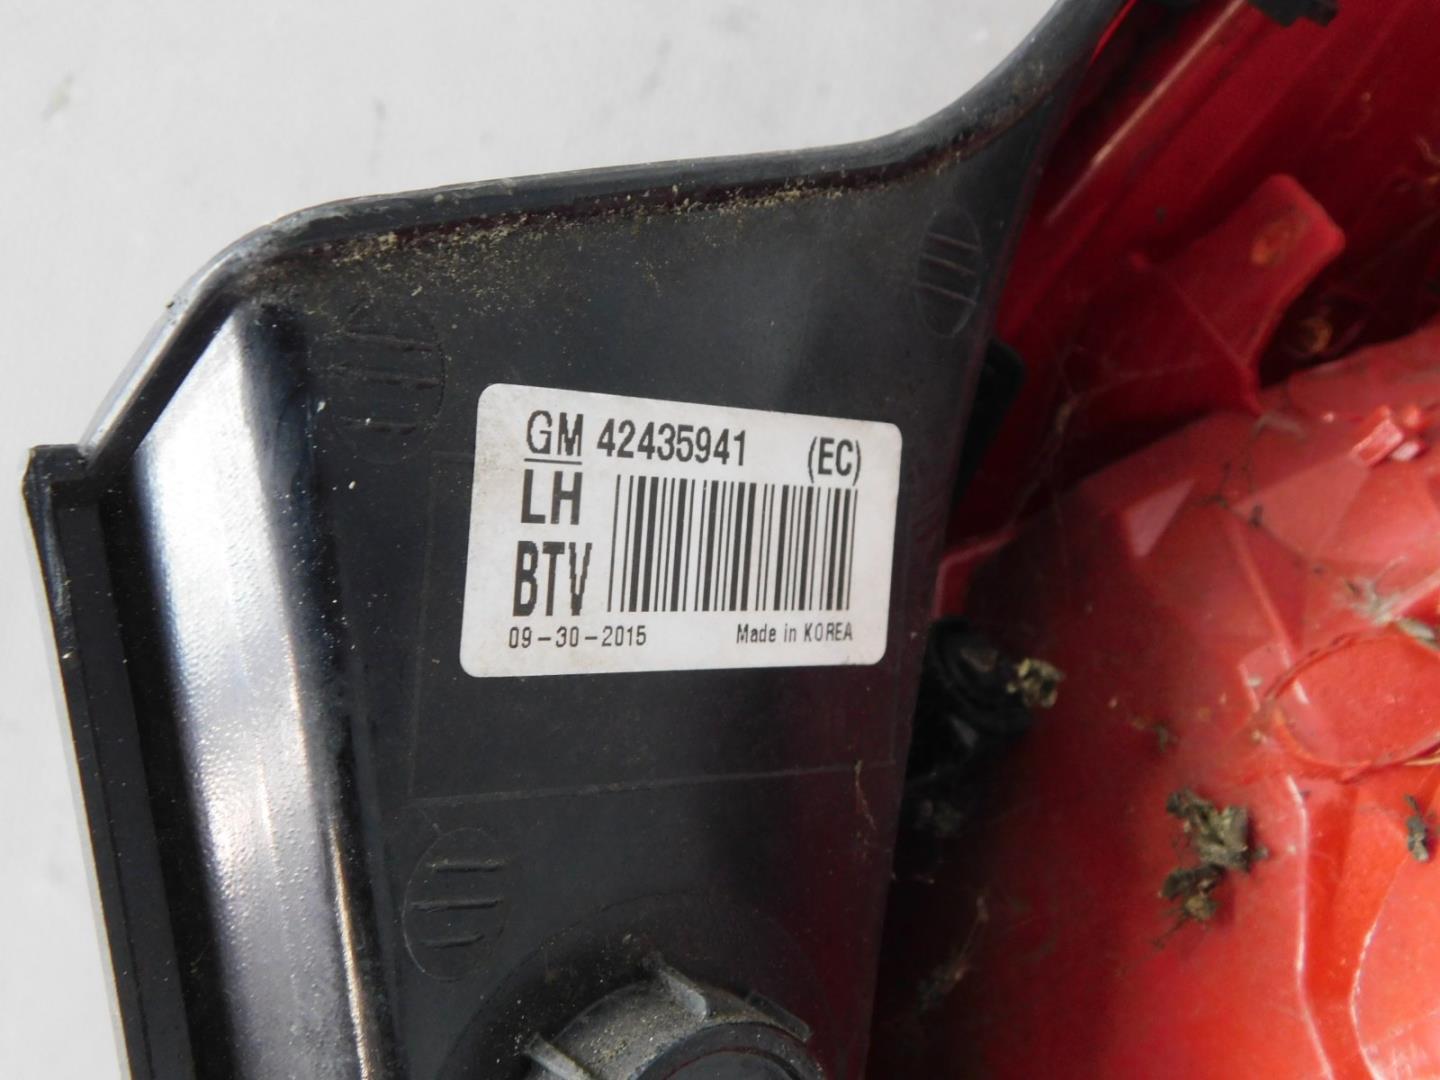 GM 42435941 (EC)
LH
BTV
09-30-2015 Made in KOREA